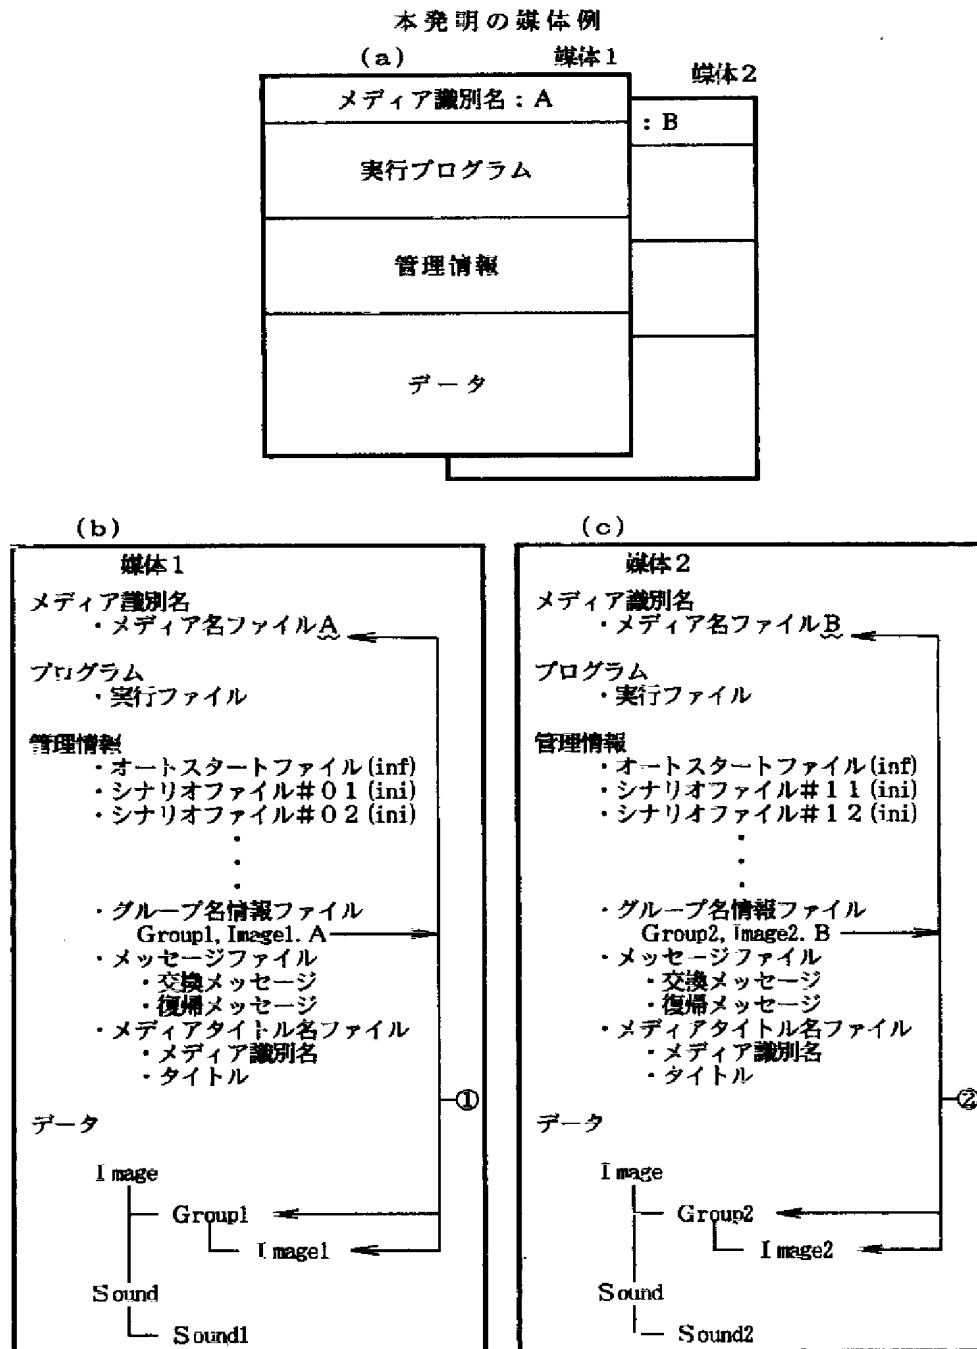 本発明の媒体例
(a)
媒体1
媒体2
メディア識別名：A
：B
実行プログラム
管理情報
データ
(b)
媒体1
メディア識別名
・メディア名ファイルA
プログラム
・実行ファイル
管理情報
・オートスタートファイル(inf)
・シナリオファイル＃０１(ini)
・シナリオファイル＃０２(ini)
・
・
・
・グループ名情報ファイル
Group1,Image1.A
・メッセージファイル
・交換メッセージ
・復帰メッセージ
・メディアタイトル名ファイル
・メディア識別名
・タイトル
①
データ
Image
Group1
Image1
Sound
Sound1
(c)
媒体2
メディア識別名
・メディア名ファイルB
プログラム
・実行ファイル
管理情報
・オートスタートファイル(inf)
・シナリオファイル＃１１(ini)
・シナリオファイル＃１２(ini)
・
・
・
・グループ名情報ファイル
Group2,Image2.B
・メッセージファイル
・交換メッセージ
・復帰メッセージ
・メディアタイトル名ファイル
・メディア識別名
・タイトル
②
データ
Image
Group2
Image2
Sound
Sound2